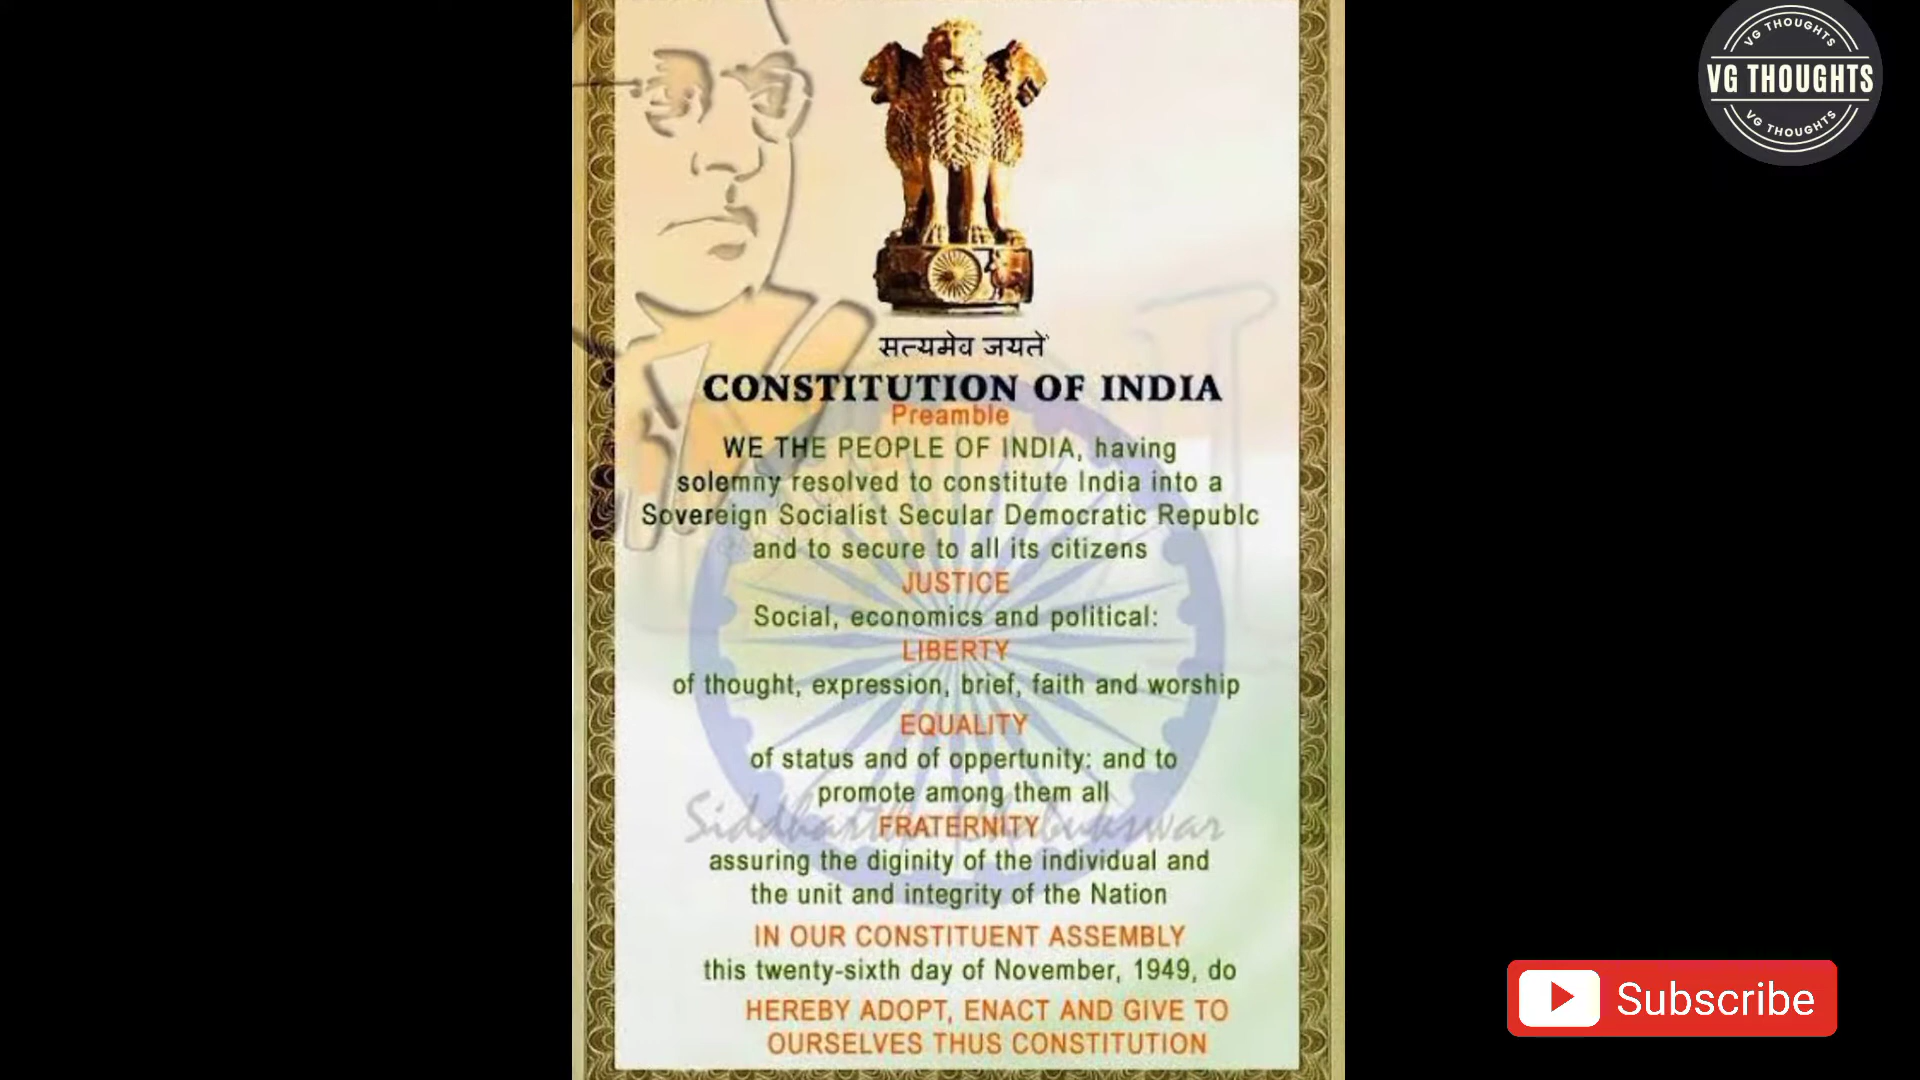 VG THOUGHTS
VG THOUGHTS
VG THOUGHTS
सत्यमेव जयते
CONSTITUTION OF INDIA
Preamble
WE THE PEOPLE OF INDIA, having
solemny resolved to constitute India into a
Sovereign Socialist Secular Democratic Republc
and to secure to all its citizens
JUSTICE
Social, economics and political:
LIBERTY
of thought, expression, brief, faith and worship
EQUALITY
of status and of oppertunity: and to
promote among them all
FRATERNITY
assuring the diginity of the individual and
the unit and integrity of the Nation
IN OUR CONSTITUENT ASSEMBLY
this twenty-sixth day of November, 1949, do
HEREBY ADOPT, ENACT AND GIVE TO
OURSELVES THUS CONSTITUTION
Subscribe